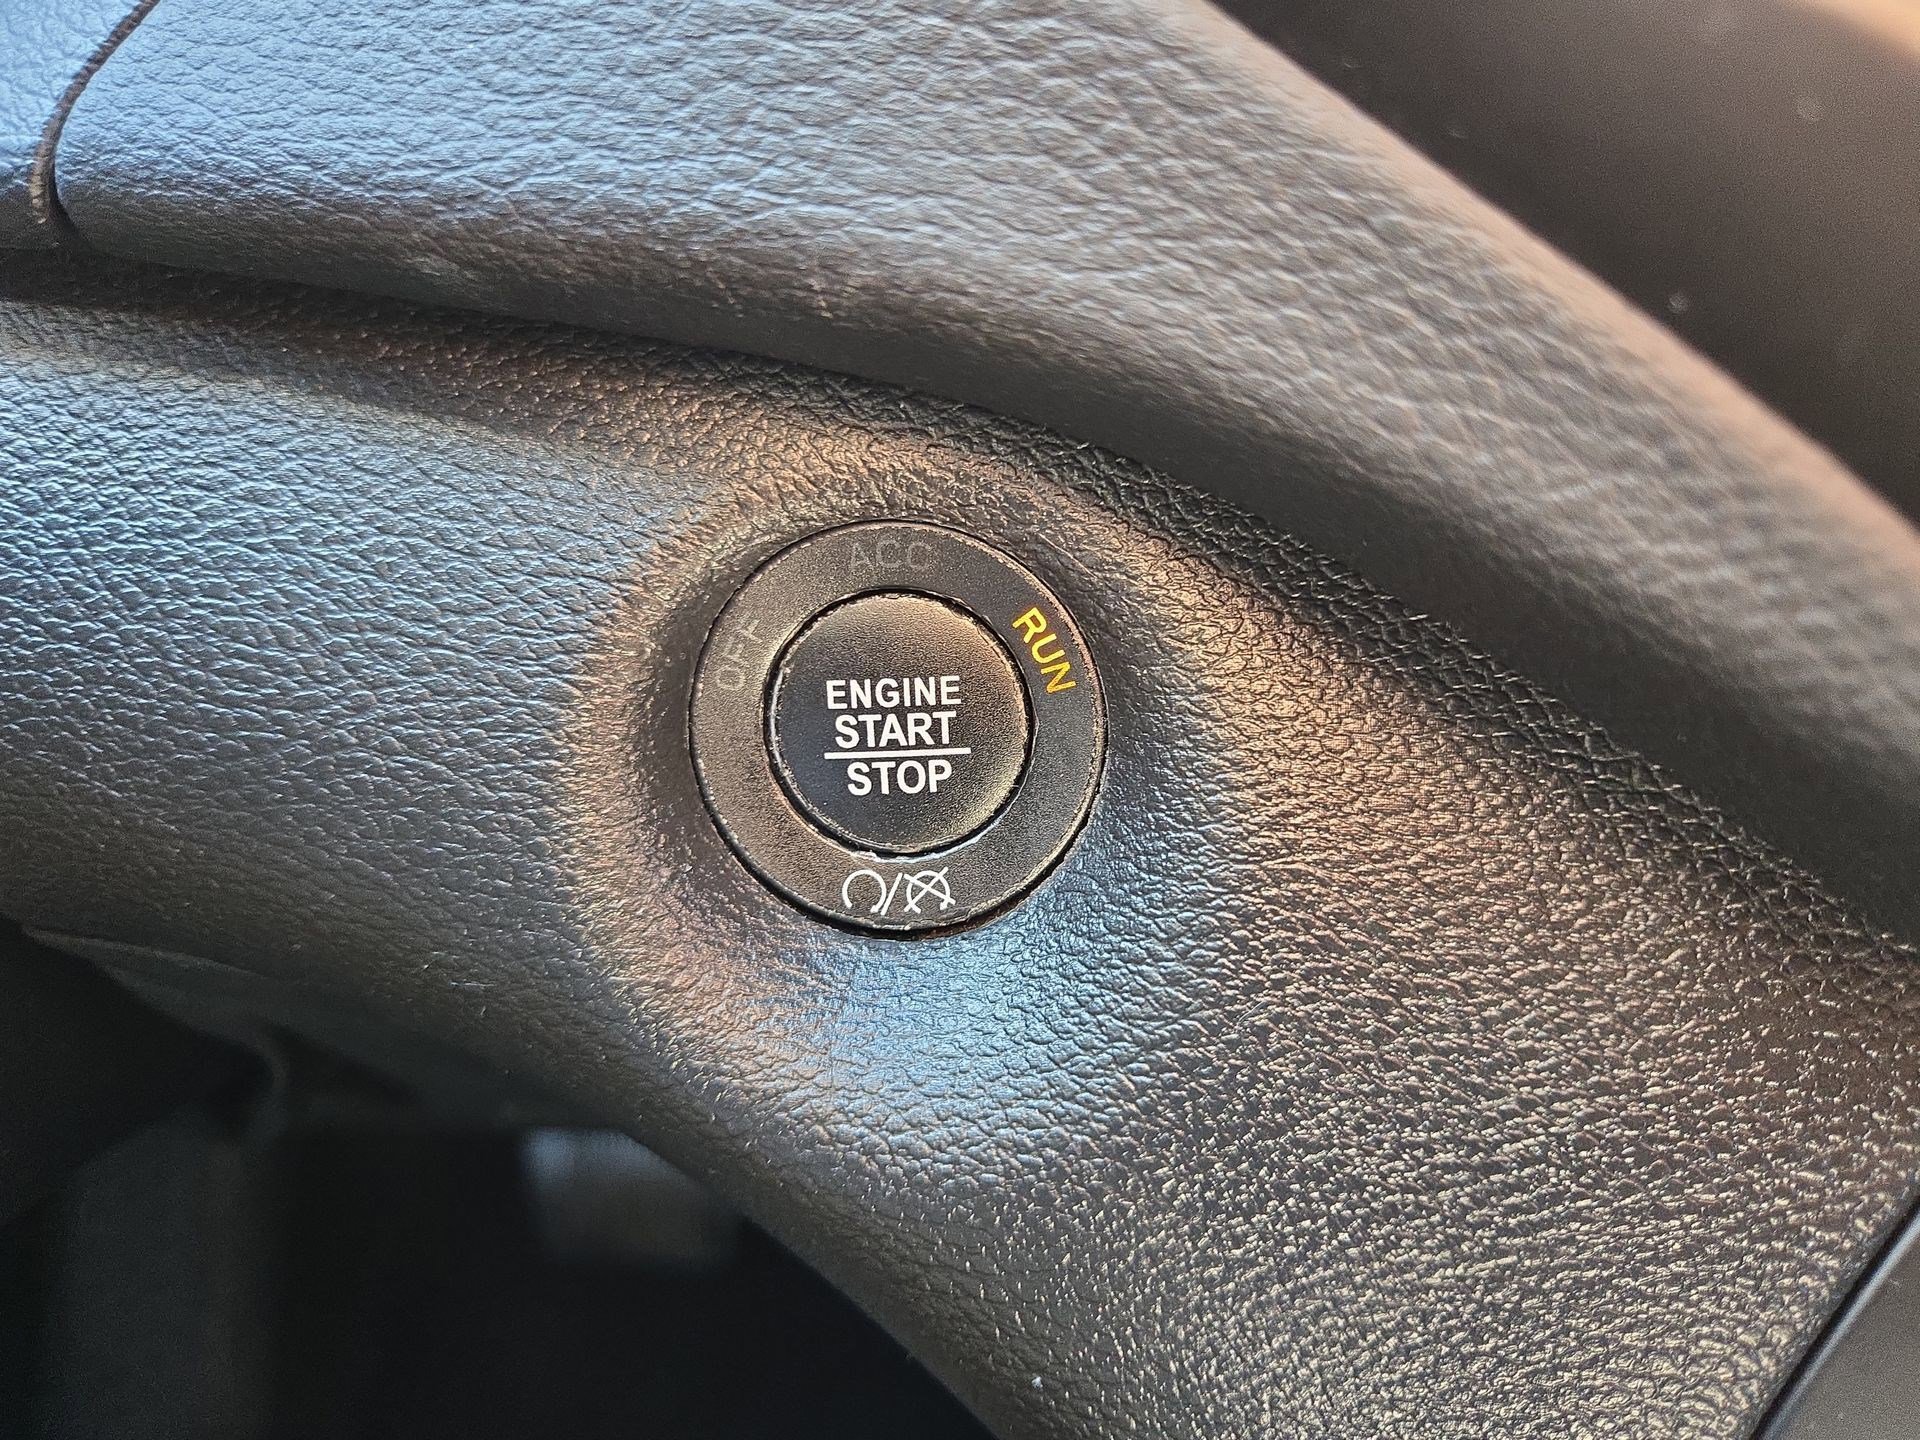 ACC
OFF
RUN
ENGINE
START
STOP